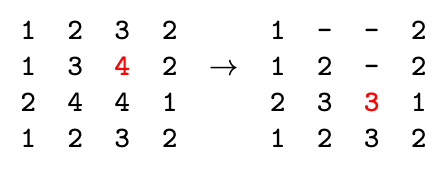 1 2 3 2 1 - - 2
1 3 4 2 → 1 2 - 2
2 4 4 1 2 3 3 1
1 2 3 2 1 2 3 2